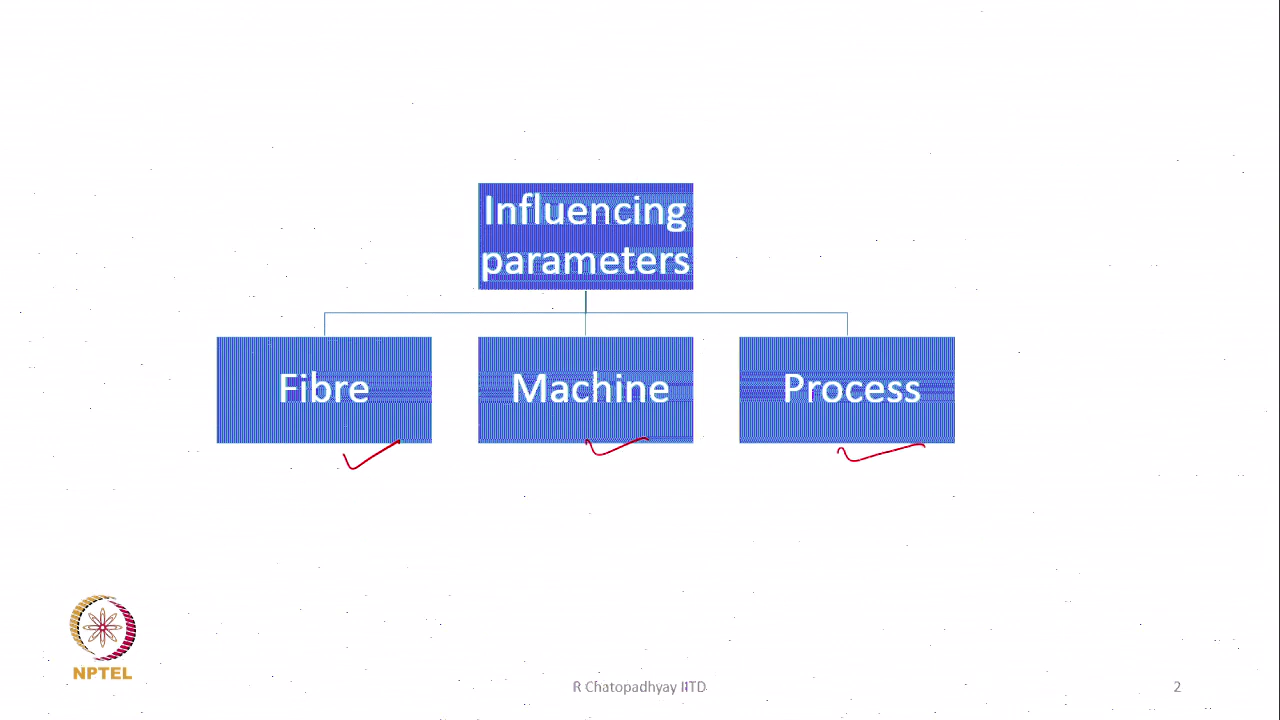 Influencing
parameters
Fibre
Machine
Process
NPTEL
R Chatopadhyay IITD
2